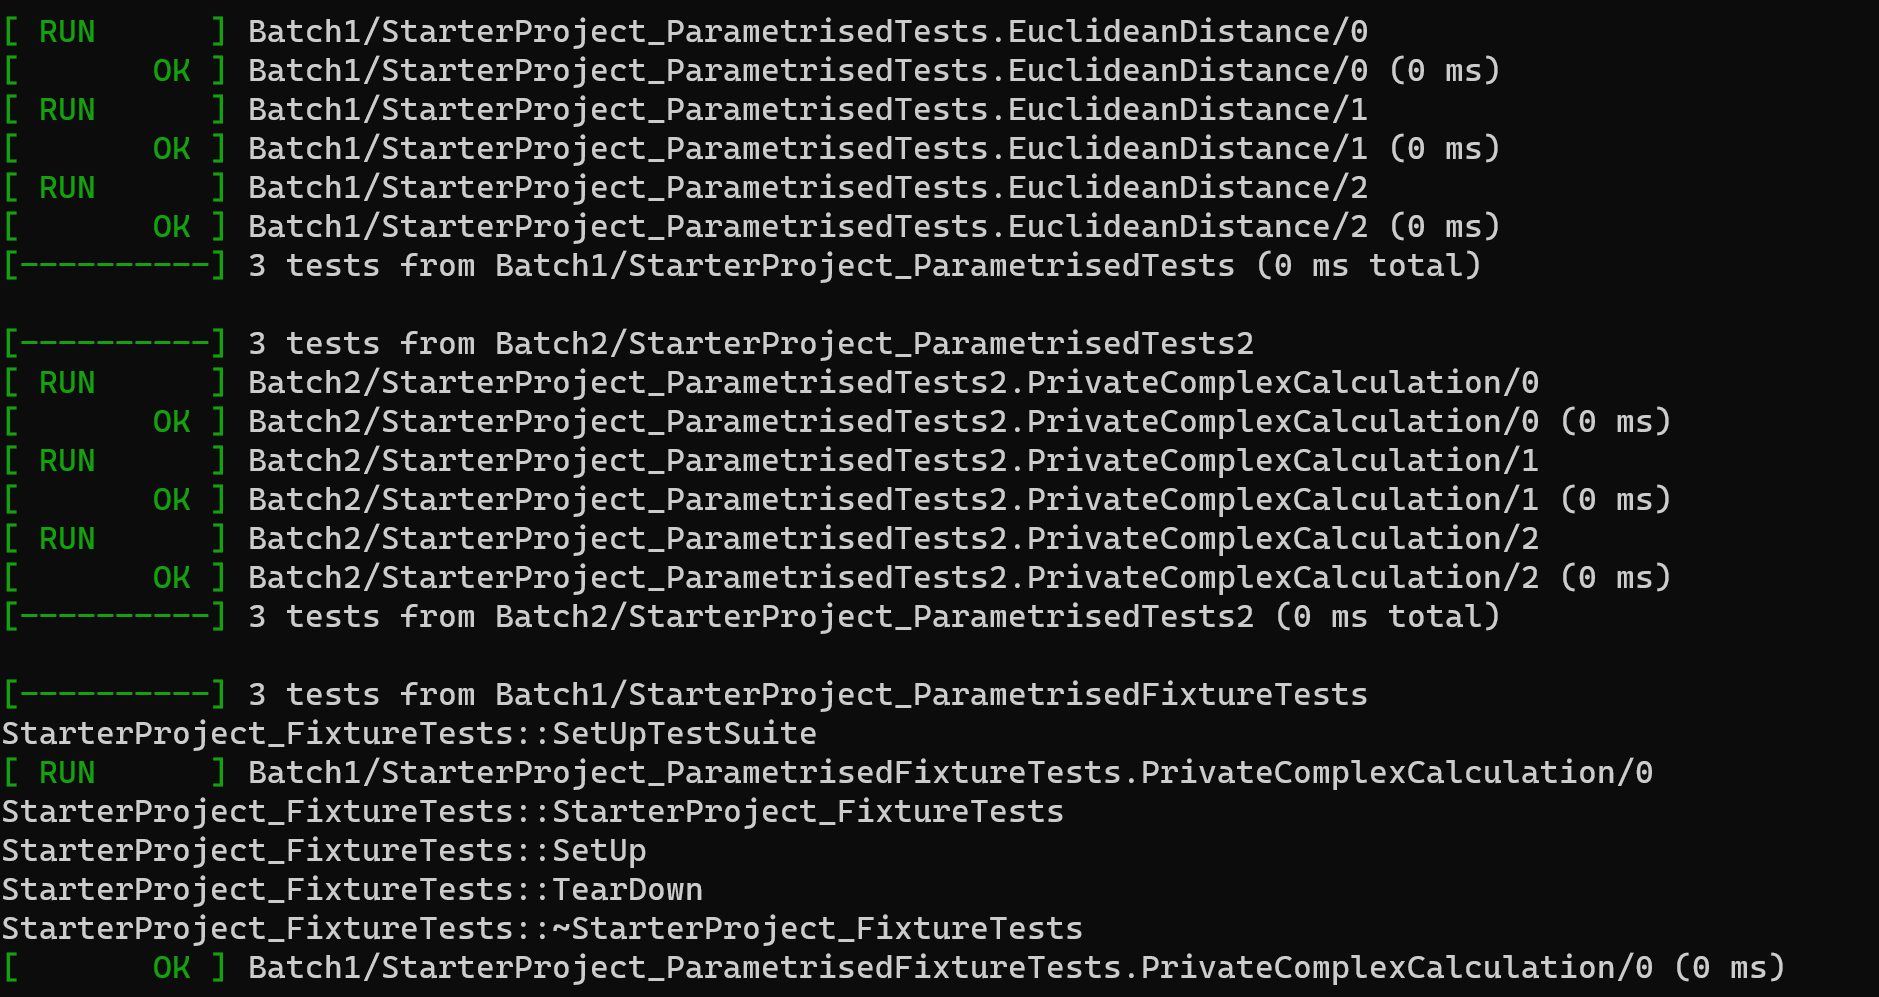 [ RUN      ] Batch1/StarterProject_ParametrisedTests.EuclideanDistance/0
[       OK ] Batch1/StarterProject_ParametrisedTests.EuclideanDistance/0 (0 ms)
[ RUN      ] Batch1/StarterProject_ParametrisedTests.EuclideanDistance/1
[       OK ] Batch1/StarterProject_ParametrisedTests.EuclideanDistance/1 (0 ms)
[ RUN      ] Batch1/StarterProject_ParametrisedTests.EuclideanDistance/2
[       OK ] Batch1/StarterProject_ParametrisedTests.EuclideanDistance/2 (0 ms)
[----------] 3 tests from Batch1/StarterProject_ParametrisedTests (0 ms total)

[----------] 3 tests from Batch2/StarterProject_ParametrisedTests2
[ RUN      ] Batch2/StarterProject_ParametrisedTests2.PrivateComplexCalculation/0
[       OK ] Batch2/StarterProject_ParametrisedTests2.PrivateComplexCalculation/0 (0 ms)
[ RUN      ] Batch2/StarterProject_ParametrisedTests2.PrivateComplexCalculation/1
[       OK ] Batch2/StarterProject_ParametrisedTests2.PrivateComplexCalculation/1 (0 ms)
[ RUN      ] Batch2/StarterProject_ParametrisedTests2.PrivateComplexCalculation/2
[       OK ] Batch2/StarterProject_ParametrisedTests2.PrivateComplexCalculation/2 (0 ms)
[----------] 3 tests from Batch2/StarterProject_ParametrisedTests2 (0 ms total)

[----------] 3 tests from Batch1/StarterProject_ParametrisedFixtureTests
StarterProject_FixtureTests::SetUpTestSuite
[ RUN      ] Batch1/StarterProject_ParametrisedFixtureTests.PrivateComplexCalculation/0
StarterProject_FixtureTests::StarterProject_FixtureTests
StarterProject_FixtureTests::SetUp
StarterProject_FixtureTests::TearDown
StarterProject_FixtureTests::~StarterProject_FixtureTests
[       OK ] Batch1/StarterProject_ParametrisedFixtureTests.PrivateComplexCalculation/0 (0 ms)